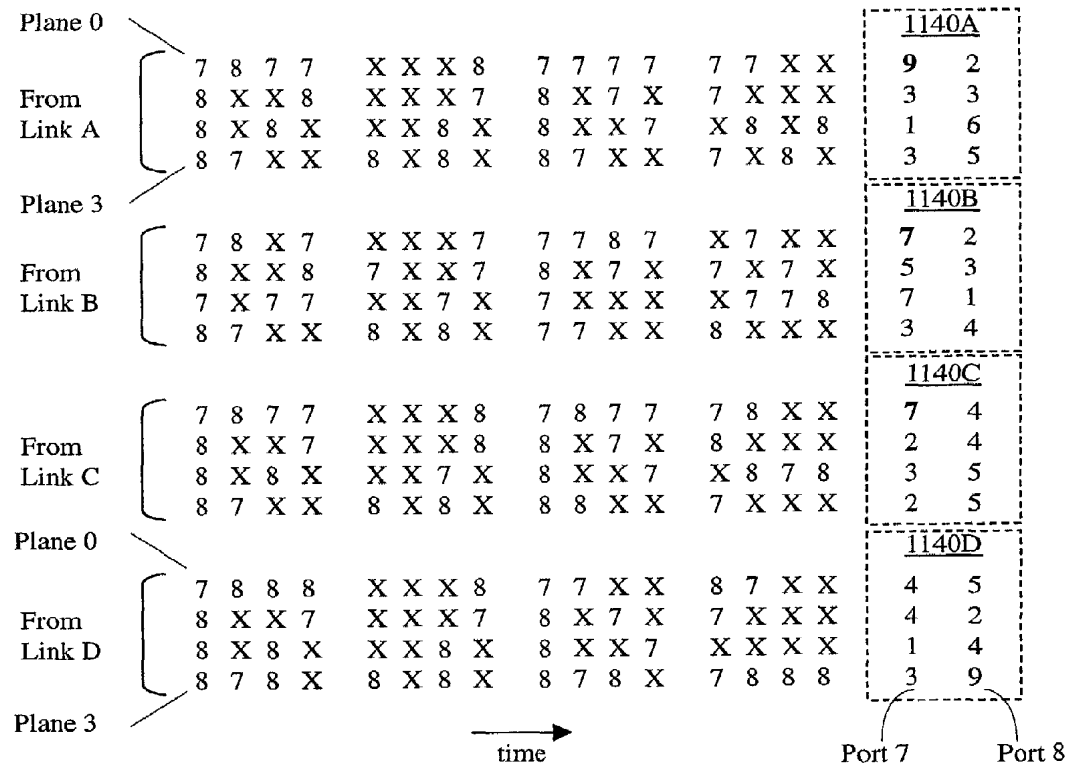 Plane 0
1140A
7 8 7 7 X X X 8 7 7 7 7 7 7 X X 9 2
From 8 X X 8 X X X 7 8 X 7 X 7 X X X 3 3
Link A 8 X 8 X X X 8 X 8 X X 7 X 8 X 8 1 6
8 7 X X 8 X 8 X 8 7 X X 7 X 8 X 3 5
Plane 3
1140B
7 8 X 7 X X X 7 7 7 8 7 X 7 X X 7 2
From 8 X X 8 7 X X 7 8 X 7 X 7 X 7 X 5 3
Link B 7 X 7 7 X X 7 X 7 X X X X 7 7 8 7 1
8 7 X X 8 X 8 X 7 7 X X 8 X X X 3 4
1140C
7 8 7 7 X X X 8 7 8 7 7 7 8 X X 7 4
From 8 X X 7 X X X 8 8 X 7 X 8 X X X 2 4
Link C 8 X 8 X X X 7 X 8 X X 7 X 8 7 8 3 5
8 7 X X 8 X 8 X 8 8 X X 7 X X X 2 5
Plane 0
1140D
7 8 8 8 X X X 8 7 7 X X 8 7 X X 4 5
From 8 X X 7 X X X 7 8 X 7 X 7 X X X 4 2
Link D 8 X 8 X X X 8 X 8 X X 7 X X X X 1 4
8 7 8 X 8 X 8 X 8 7 8 X 7 8 8 8 3 9
Plane 3
time
Port 7 Port 8